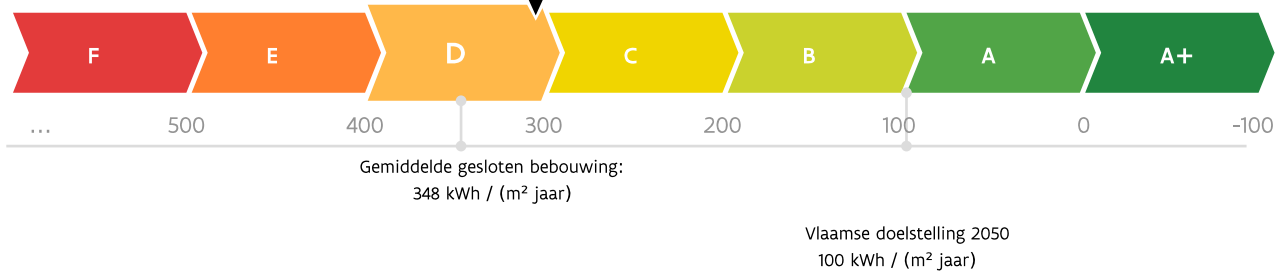 F E D C B A A+
... 500 400 300 200 100 0 -100
Gemiddelde gesloten bebouwing:
348 kWh / (m² jaar)
Vlaamse doelstelling 2050
100 kWh / (m² jaar)